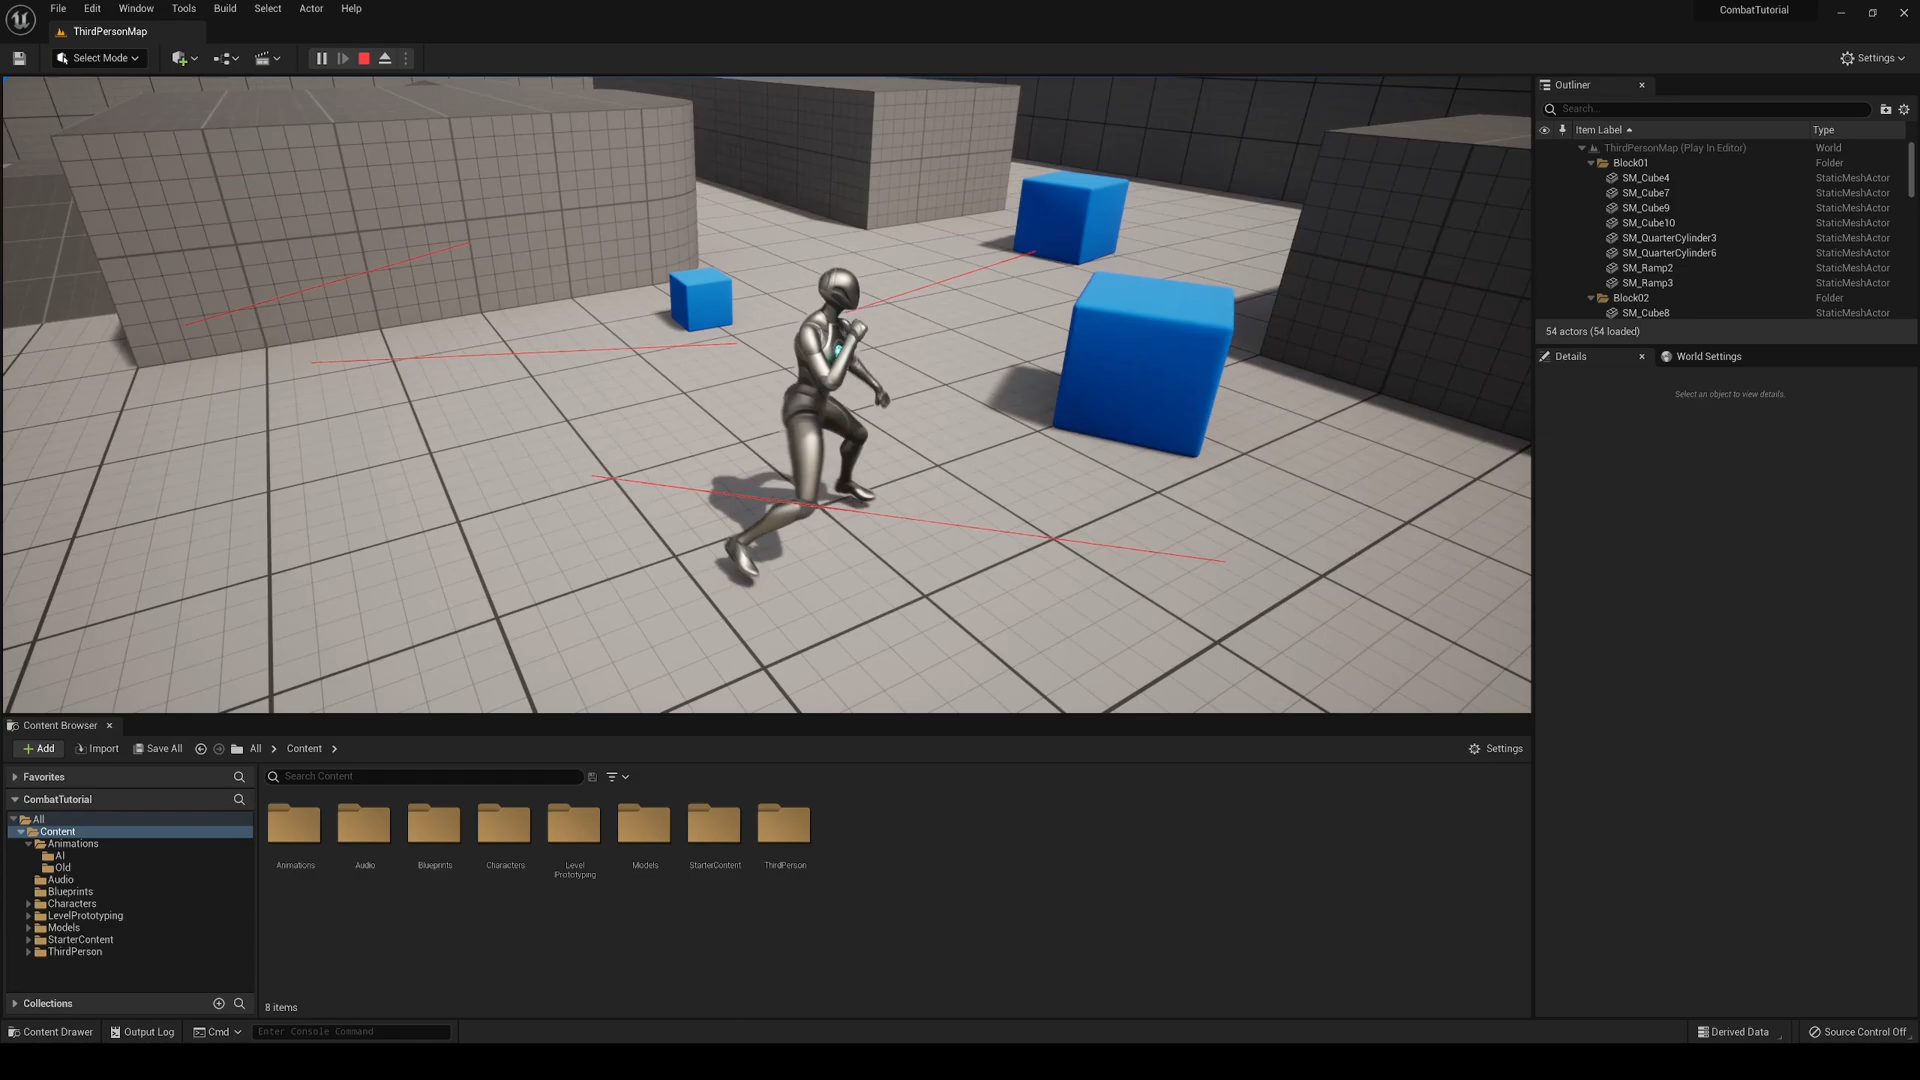 File Edit Window Tools Build Select Actor Help
CombatTutorial
ThirdPersonMap
Select Mode
Settings
Outliner
Search...
Item Label Type
ThirdPersonMap (Play In Editor) World
Block01 Folder
SM_Cube4 StaticMeshActor
SM_Cube7 StaticMeshActor
SM_Cube9 StaticMeshActor
SM_Cube10 StaticMeshActor
SM_QuarterCylinder3 StaticMeshActor
SM_QuarterCylinder6 StaticMeshActor
SM_Ramp2 StaticMeshActor
SM_Ramp3 StaticMeshActor
Block02 Folder
SM_Cube8 StaticMeshActor
54 actors (54 loaded)
Details World Settings
Select an object to view details.
Content Browser
Add Import Save All All Content Settings
Favorites
Search Content
CombatTutorial
All
Content
Animations
AI
Old
Audio
Blueprints
Characters
LevelPrototyping
Models
StarterContent
ThirdPerson
Animations Audio Blueprints Characters Level Models StarterContent ThirdPerson
Prototyping
Collections
8 items
Content Drawer Output Log Cmd Enter Console Command Derived Data Source Control Off